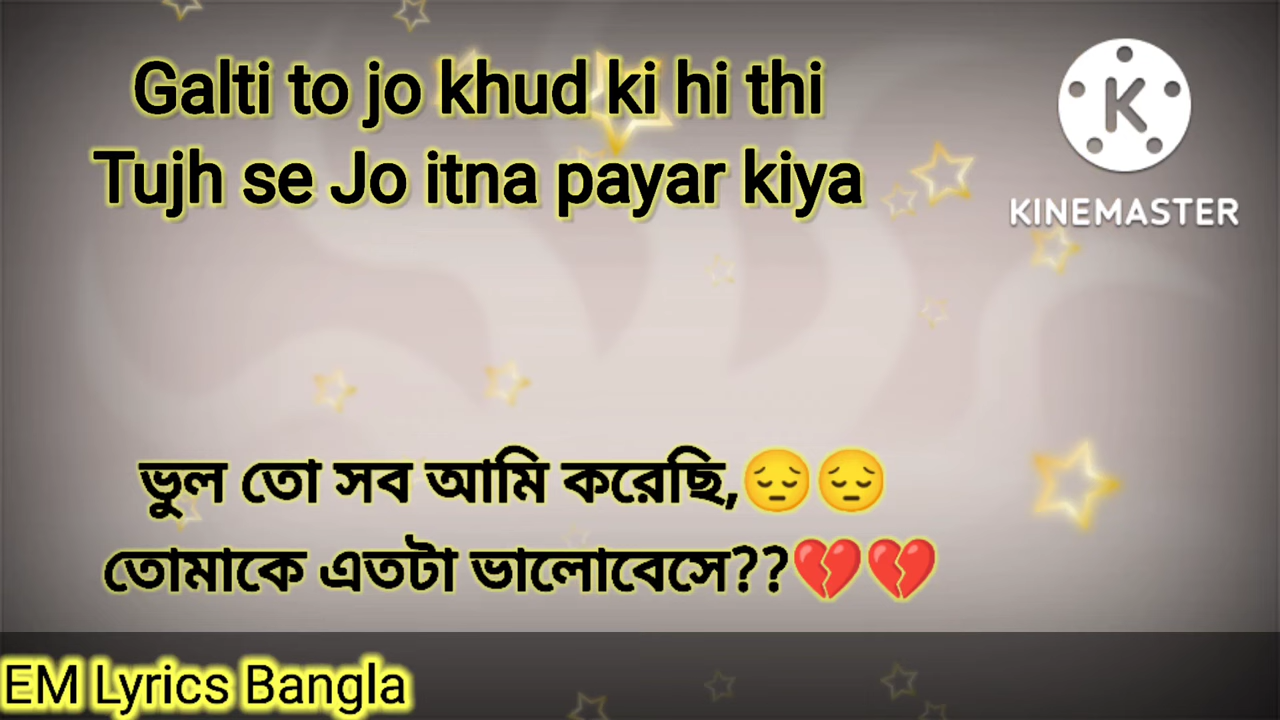 Galti to jo khud ki hi thi
Tujh se Jo itna payar kiya
KINEMASTER
ভুল তো সব আমি করেছি,😔😔
তোমাকে এতটা ভালোবেসে??💔💔
EM Lyrics Bangla